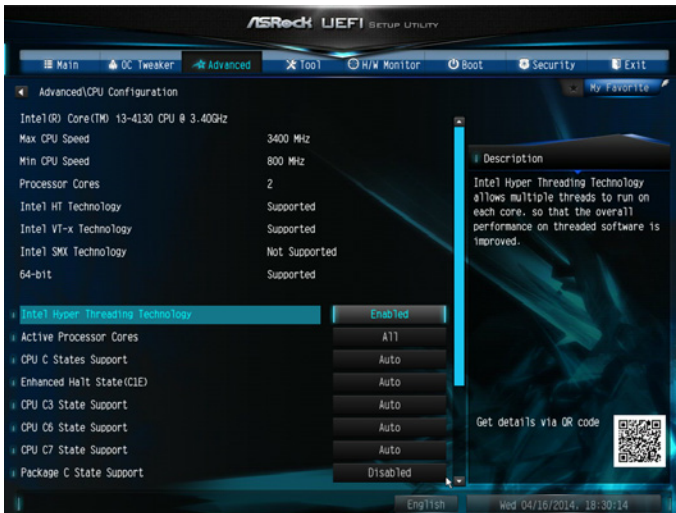 ASRock UEFI SETUP UTILITY
Main OC Tweaker Advanced Tool H/W Monitor Boot Security Exit
Advanced\CPU Configuration
My Favorite
Intel(R) Core(TM) i3-4130 CPU @ 3.40GHz
Max CPU Speed 3400 MHz
Min CPU Speed 800 MHz
Processor Cores 2
Intel HT Technology Supported
Intel VT-x Technology Supported
Intel SMX Technology Not Supported
64-bit Supported
Intel Hyper Threading Technology Enabled
Active Processor Cores All
CPU C States Support Auto
Enhanced Halt State(C1E) Auto
CPU C3 State Support Auto
CPU C6 State Support Auto
CPU C7 State Support Auto
Package C State Support Disabled
Description
Intel Hyper Threading Technology
allows multiple threads to run on
each core. so that the overall
performance on threaded software is
improved.
Get details via QR code
English
Wed 04/16/2014. 18:30:14